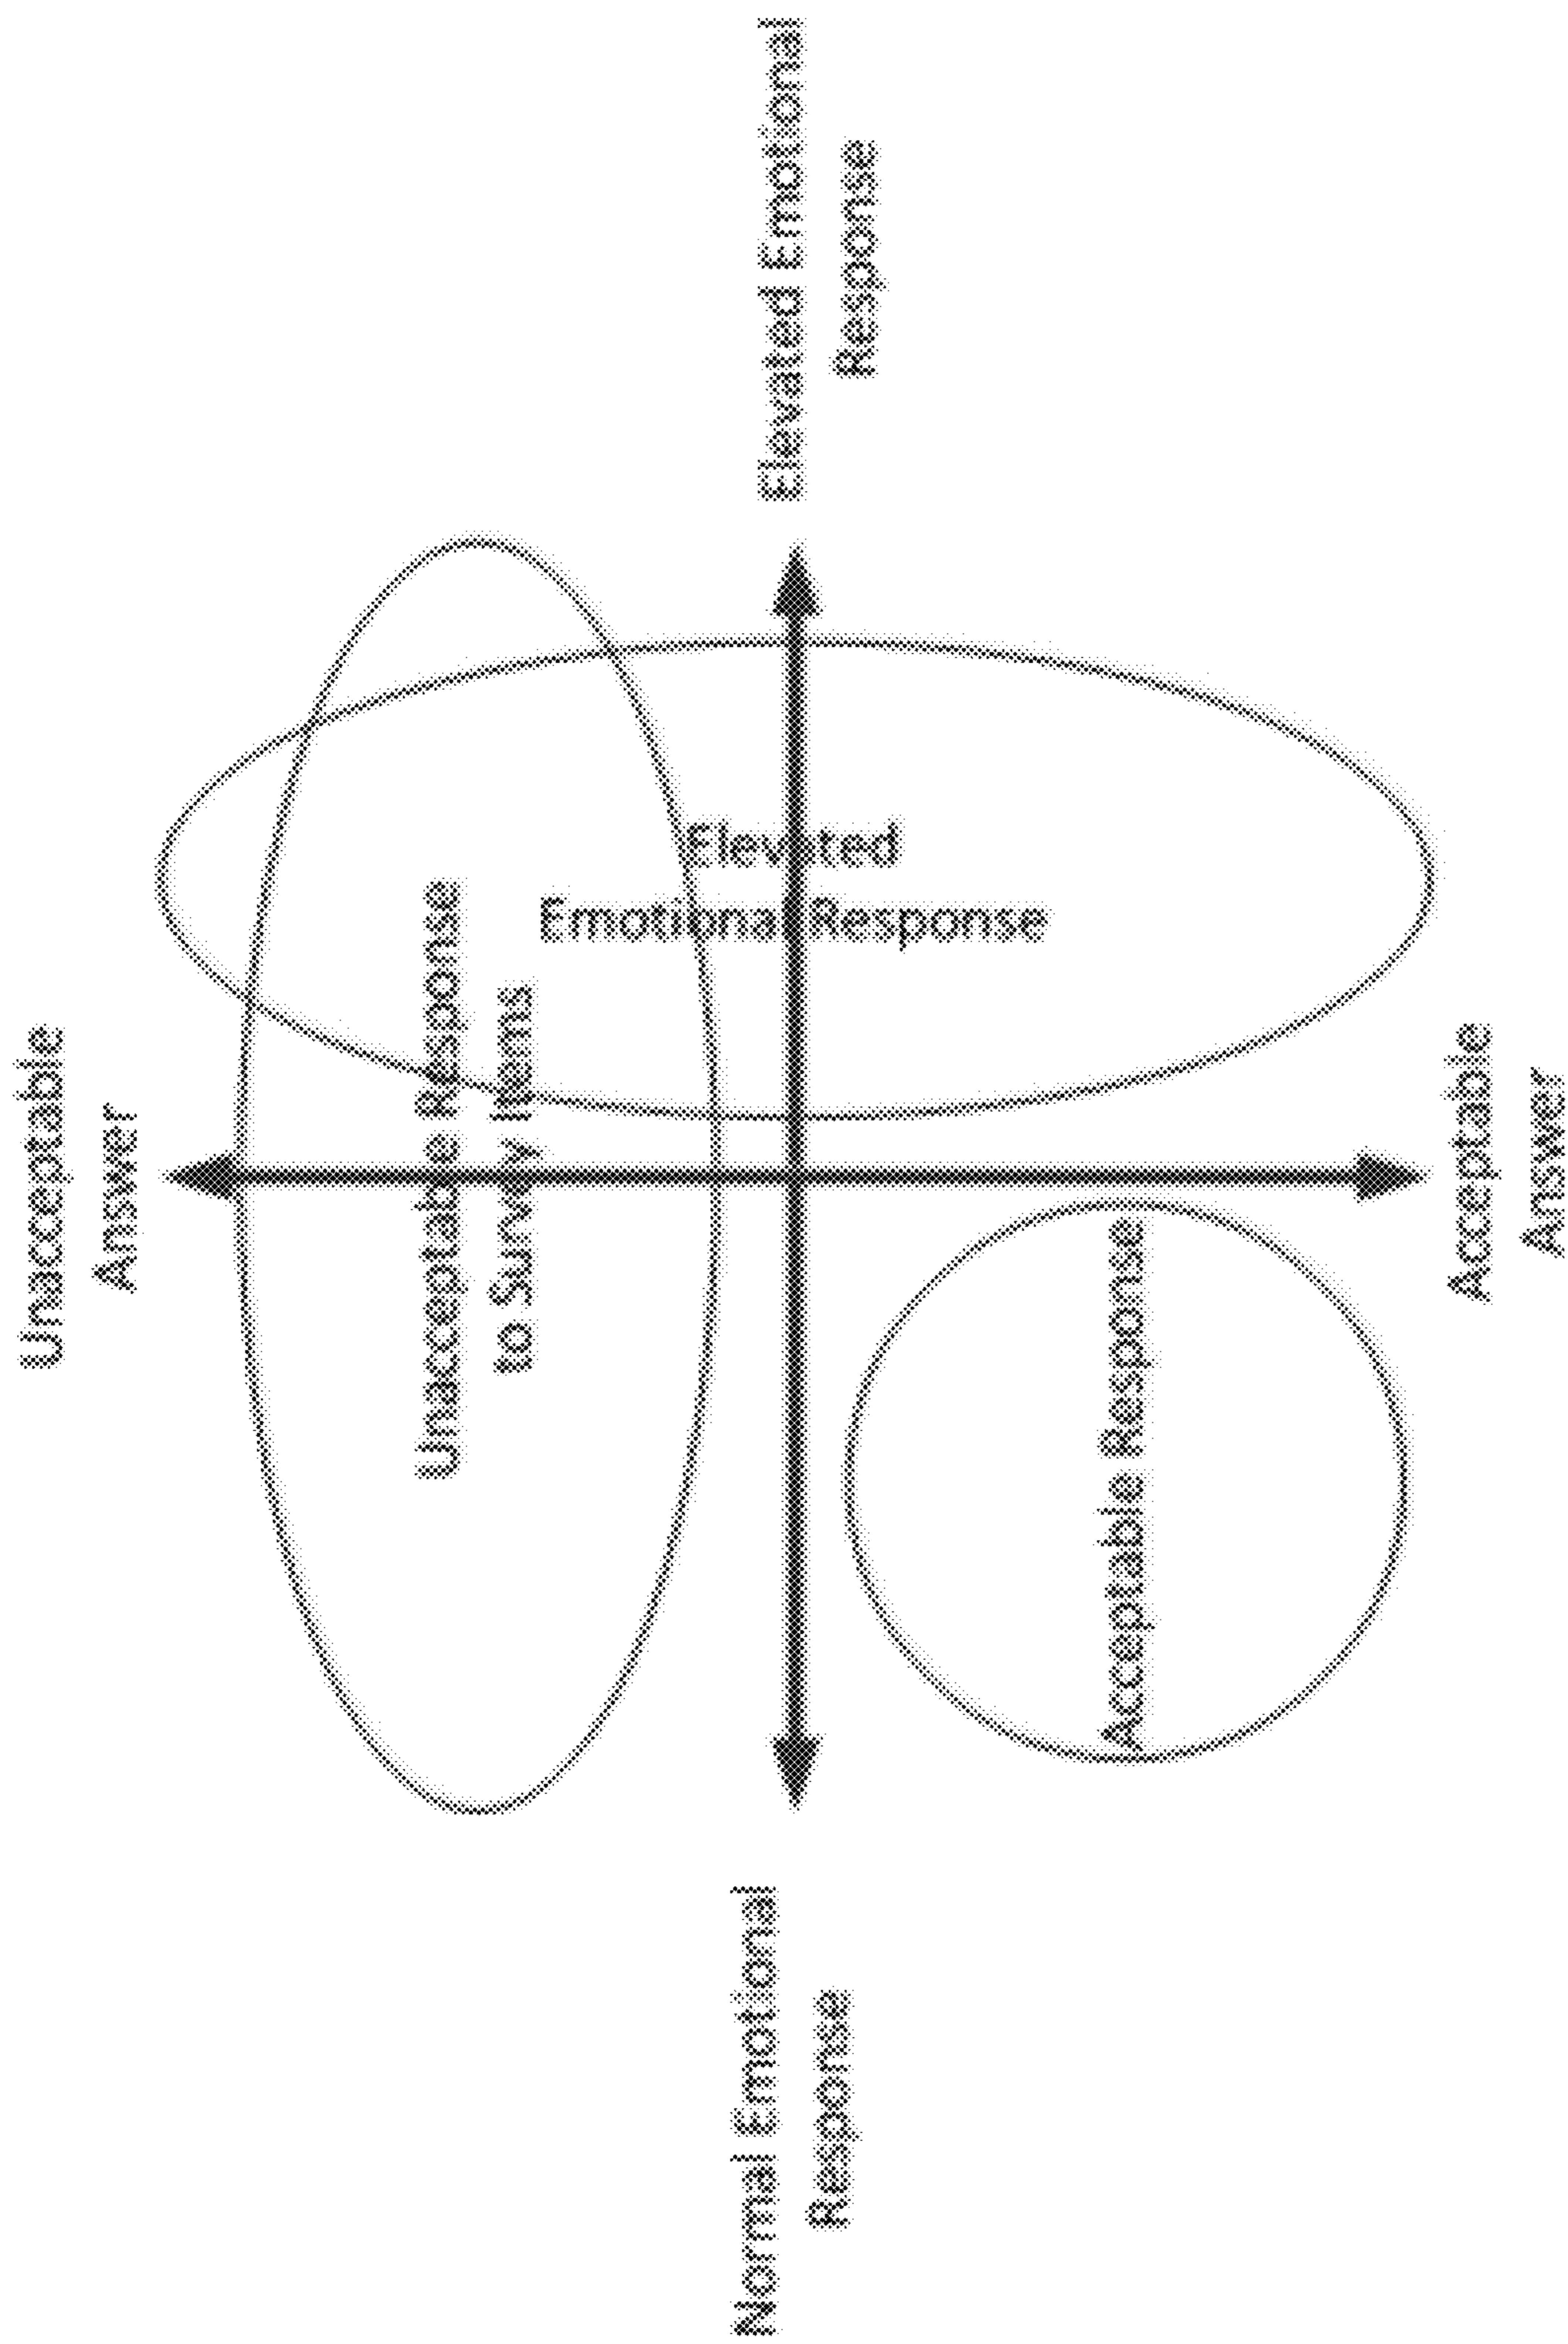 Unacceptable
Answer
Unacceptable Response
to Survey Items
Elevated
Emotional Response
Normal Emotional
Response
Elevated Emotional
Response
Acceptable Response
Acceptable
Answer